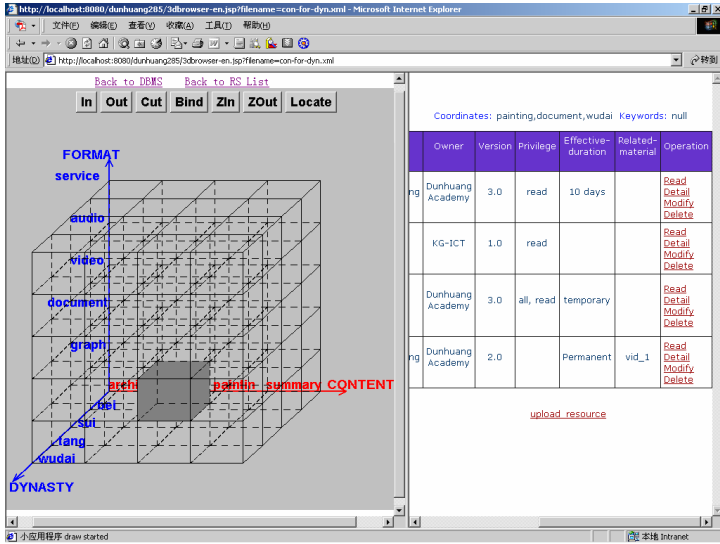 http://localhost:8080/dunhuang285/3dbrowser-en.jsp?filename=con-for-dyn.xml - Microsoft Internet Explorer
文件(F) 编辑(E) 查看(V) 收藏(A) 工具(T) 帮助(H)
地址(D) http://localhost:8080/dunhuang285/3dbrowser-en.jsp?filename=con-for-dyn.xml 转到
Back to DBMS Back to RS List
In Out Cut Bind ZIn ZOut Locate
FORMAT
service
audio
video
document
graph
archi painfin summary CONTENT
bei
sui
tang
wudai
DYNASTY
Coordinates: painting,document,wudai Keywords: null
Owner Version Privilege Effective-duration Related-material Operation
ng Dunhuang Academy 3.0 read 10 days Read Detail Modify Delete
KG-ICT 1.0 read Read Detail Modify Delete
Dunhuang Academy 3.0 all, read temporary Read Detail Modify Delete
ng Dunhuang Academy 2.0 Permanent vid_1 Read Detail Modify Delete
upload resource
小应用程序 draw started 本地 Intranet